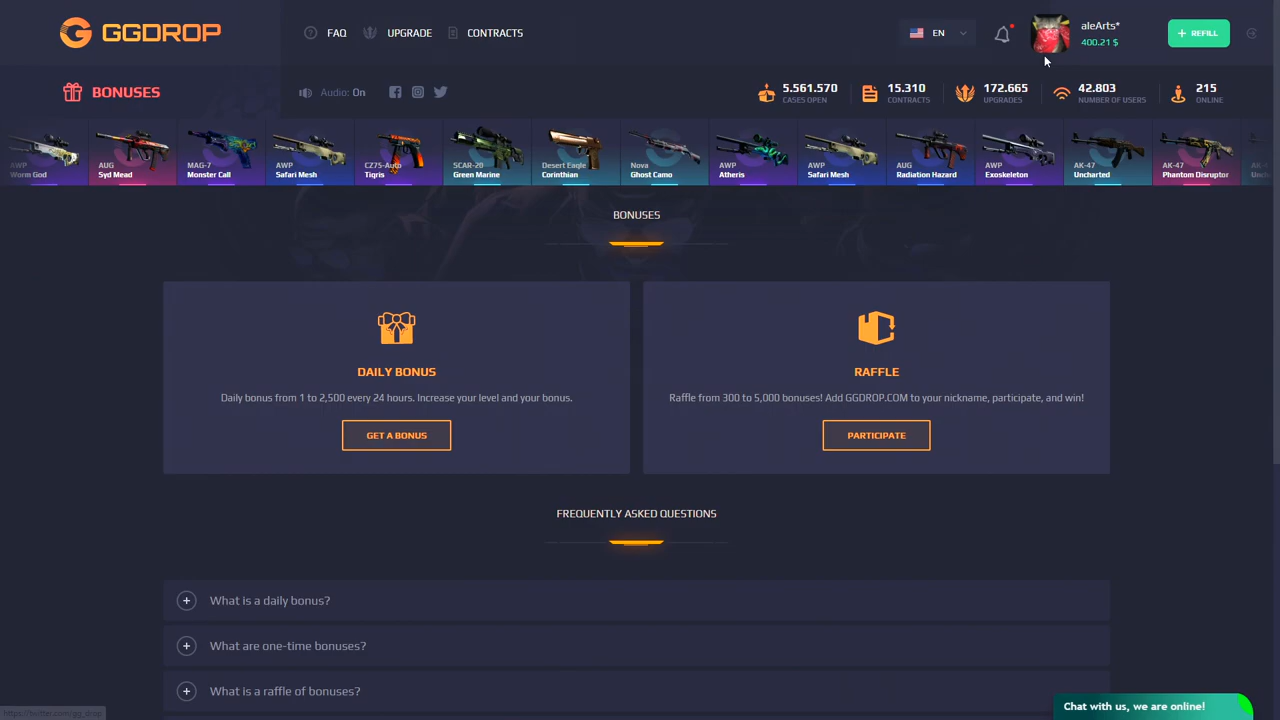 GGDROP
FAQ
UPGRADE
CONTRACTS
EN
aleArts*
400.21 $
+ REFILL
BONUSES
Audio: On
5.561.570
CASES OPEN
15.310
CONTRACTS
172.665
UPGRADES
42.803
NUMBER OF USERS
215
ONLINE
AWP
Worm God
AUG
Syd Mead
MAG-7
Monster Call
AWP
Safari Mesh
CZ75-Auto
Tigris
SCAR-20
Green Marine
Desert Eagle
Corinthian
Nova
Ghost Camo
AWP
Atheris
AWP
Safari Mesh
AUG
Radiation Hazard
AWP
Exoskeleton
AK-47
Uncharted
AK-47
Phantom Disruptor
BONUSES
DAILY BONUS
Daily bonus from 1 to 2,500 every 24 hours. Increase your level and your bonus.
GET A BONUS
RAFFLE
Raffle from 300 to 5,000 bonuses! Add GGDROP.COM to your nickname, participate, and win!
PARTICIPATE
FREQUENTLY ASKED QUESTIONS
What is a daily bonus?
What are one-time bonuses?
What is a raffle of bonuses?
https://twitter.com/gg_drop
Chat with us, we are online!